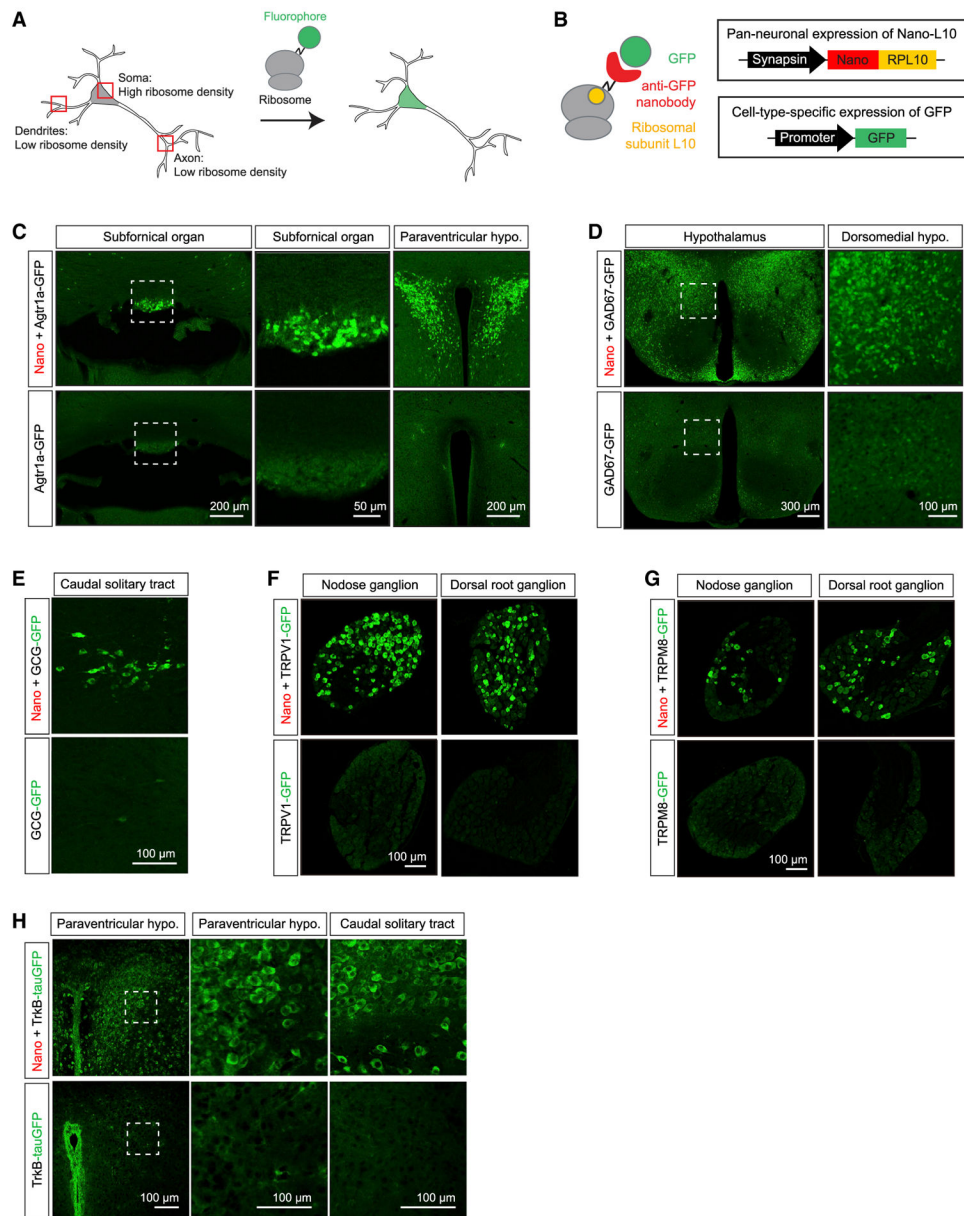 A
Fluorophore
Soma:
High ribosome density
Ribosome
Dendrites:
Low ribosome density
Axon:
Low ribosome density
B
GFP
anti-GFP
nanobody
Ribosomal
subunit L10
Pan-neuronal expression of Nano-L10
Synapsin Nano RPL10
Cell-type-specific expression of GFP
Promoter GFP
C
Subfornical organ Subfornical organ Paraventricular hypo.
Nano + Agtr1a-GFP
Agtr1a-GFP
200 µm 50 µm 200 µm
D
Hypothalamus Dorsomedial hypo.
Nano + GAD67-GFP
GAD67-GFP
300 µm 100 µm
E
Caudal solitary tract
Nano + GCG-GFP
GCG-GFP
100 µm
F
Nodose ganglion Dorsal root ganglion
Nano + TRPV1-GFP
TRPV1-GFP
100 µm
G
Nodose ganglion Dorsal root ganglion
Nano + TRPM8-GFP
TRPM8-GFP
100 µm
H
Paraventricular hypo. Paraventricular hypo. Caudal solitary tract
Nano + TrkB-tauGFP
TrkB-tauGFP
100 µm 100 µm 100 µm